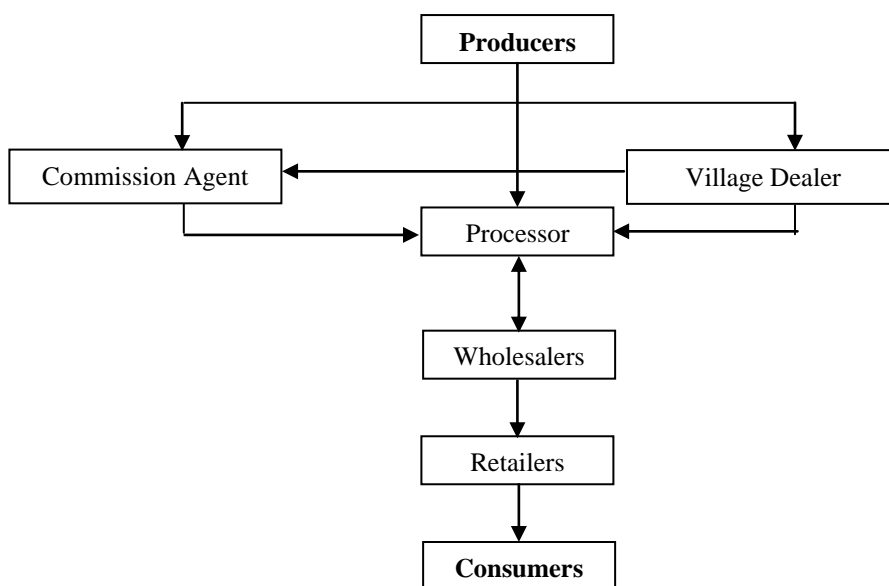 Producers
Commission Agent
Village Dealer
Processor
Wholesalers
Retailers
Consumers